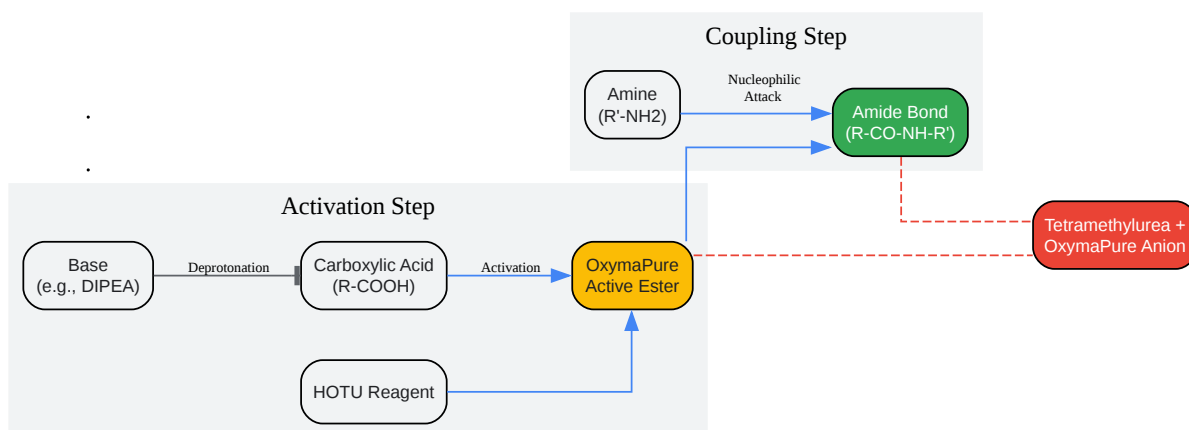 Coupling Step
Amine
(R'-NH2)
Nucleophilic
Attack
Amide Bond
(R-CO-NH-R')
.
.
Activation Step
Tetramethylurea +
OxymaPure Anion
Base
(e.g., DIPEA)
Deprotonation
Carboxylic Acid
(R-COOH)
Activation
OxymaPure
Active Ester
HOTU Reagent